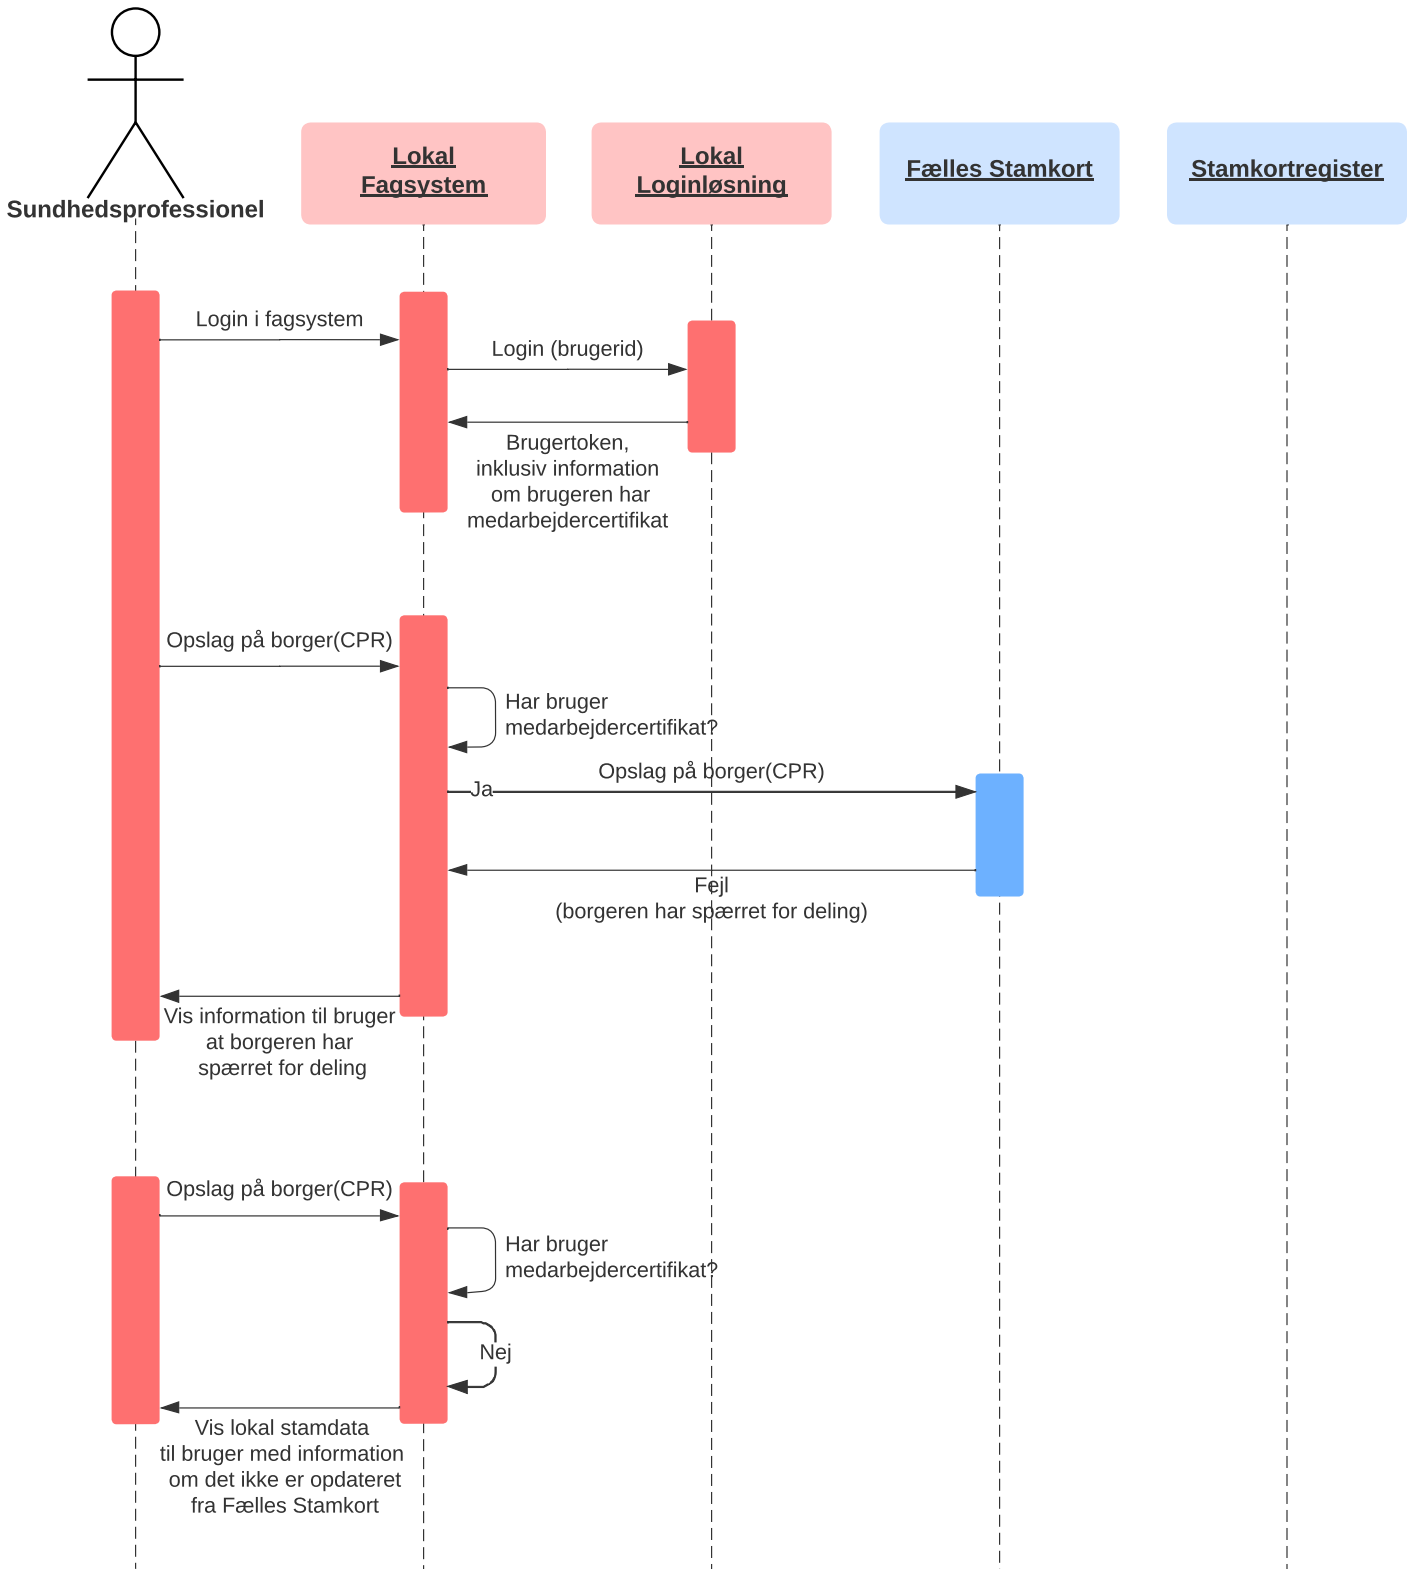 Sundhedsprofessionel
Lokal
Fagsystem
Lokal
Loginløsning
Fælles Stamkort
Stamkortregister
Login i fagsystem
Login (brugerid)
Brugertoken,
inklusiv information
om brugeren har
medarbejdercertifikat
Opslag på borger(CPR)
Har bruger
medarbejdercertifikat?
Opslag på borger(CPR)
Ja
Fejl
(borgeren har spærret for deling)
Vis information til bruger
at borgeren har
spærret for deling
Opslag på borger(CPR)
Har bruger
medarbejdercertifikat?
Nej
Vis lokal stamdata
til bruger med information
om det ikke er opdateret
fra Fælles Stamkort